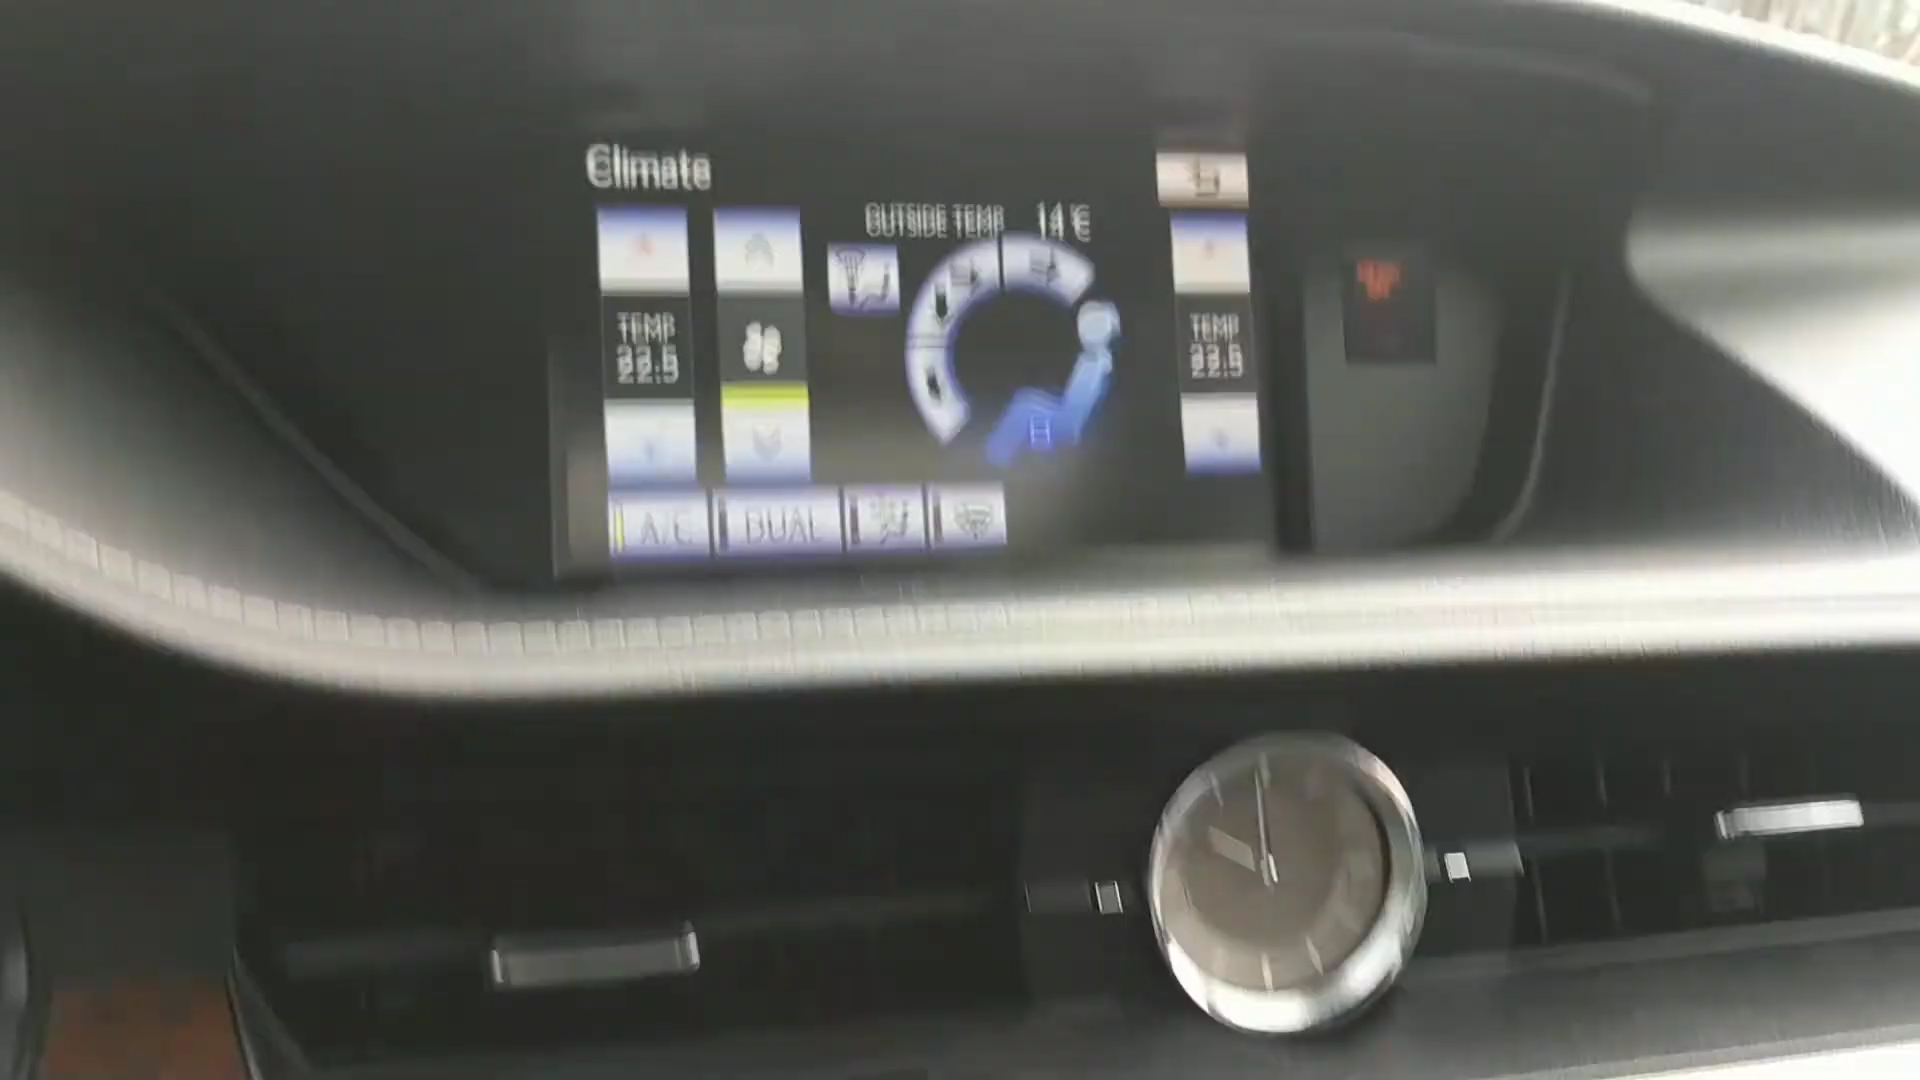 Climate
OUTSIDE TEMP 14°C
TEMP
22.5
TEMP
22.5
A/C
DUAL